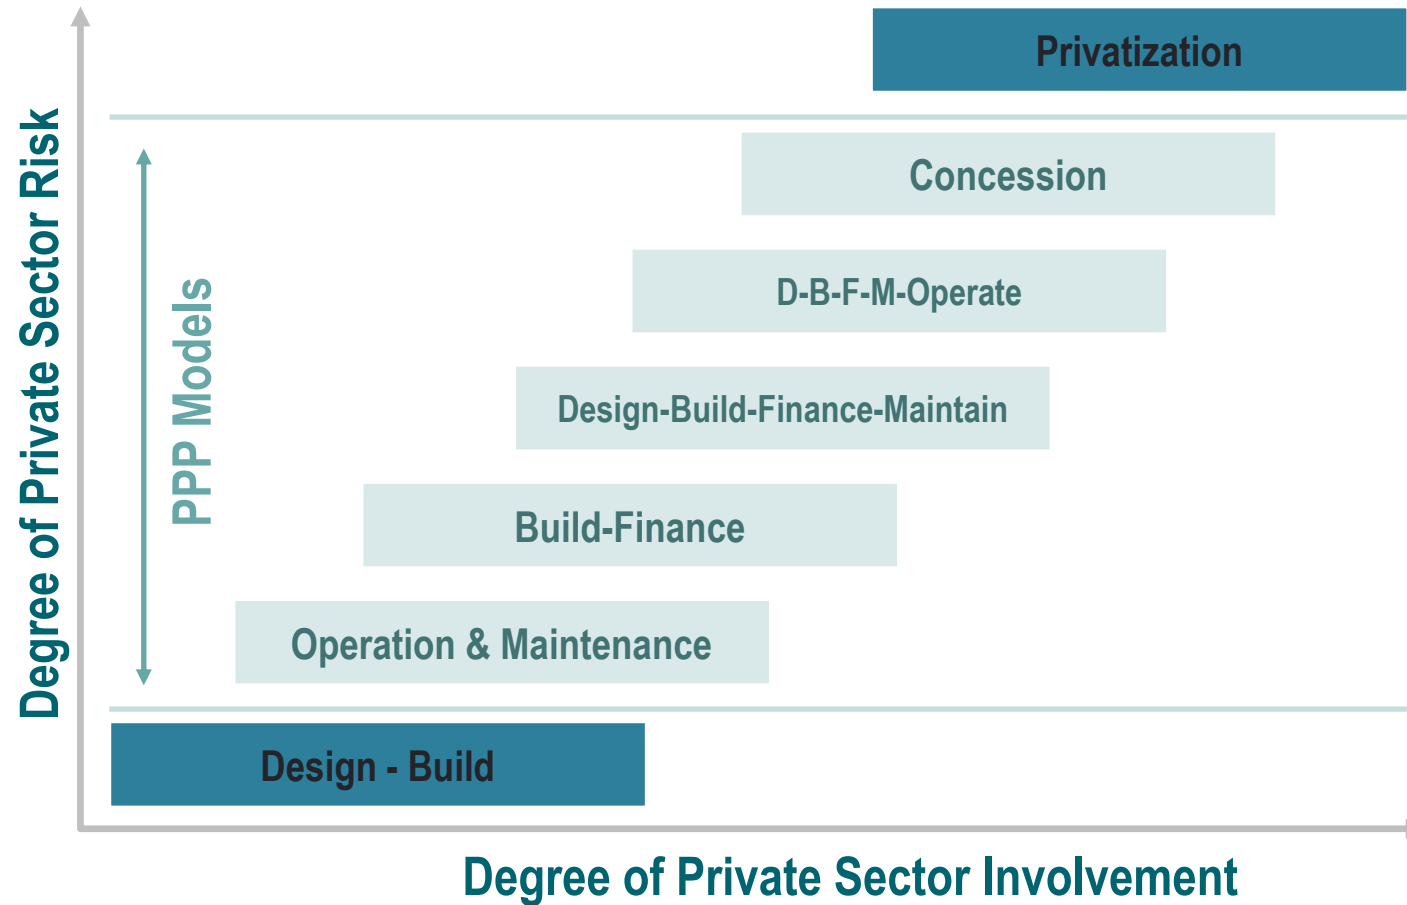 Privatization
Concession
D-B-F-M-Operate
Design-Build-Finance-Maintain
Build-Finance
Operation & Maintenance
Design - Build
PPP Models
Degree of Private Sector Risk
Degree of Private Sector Involvement